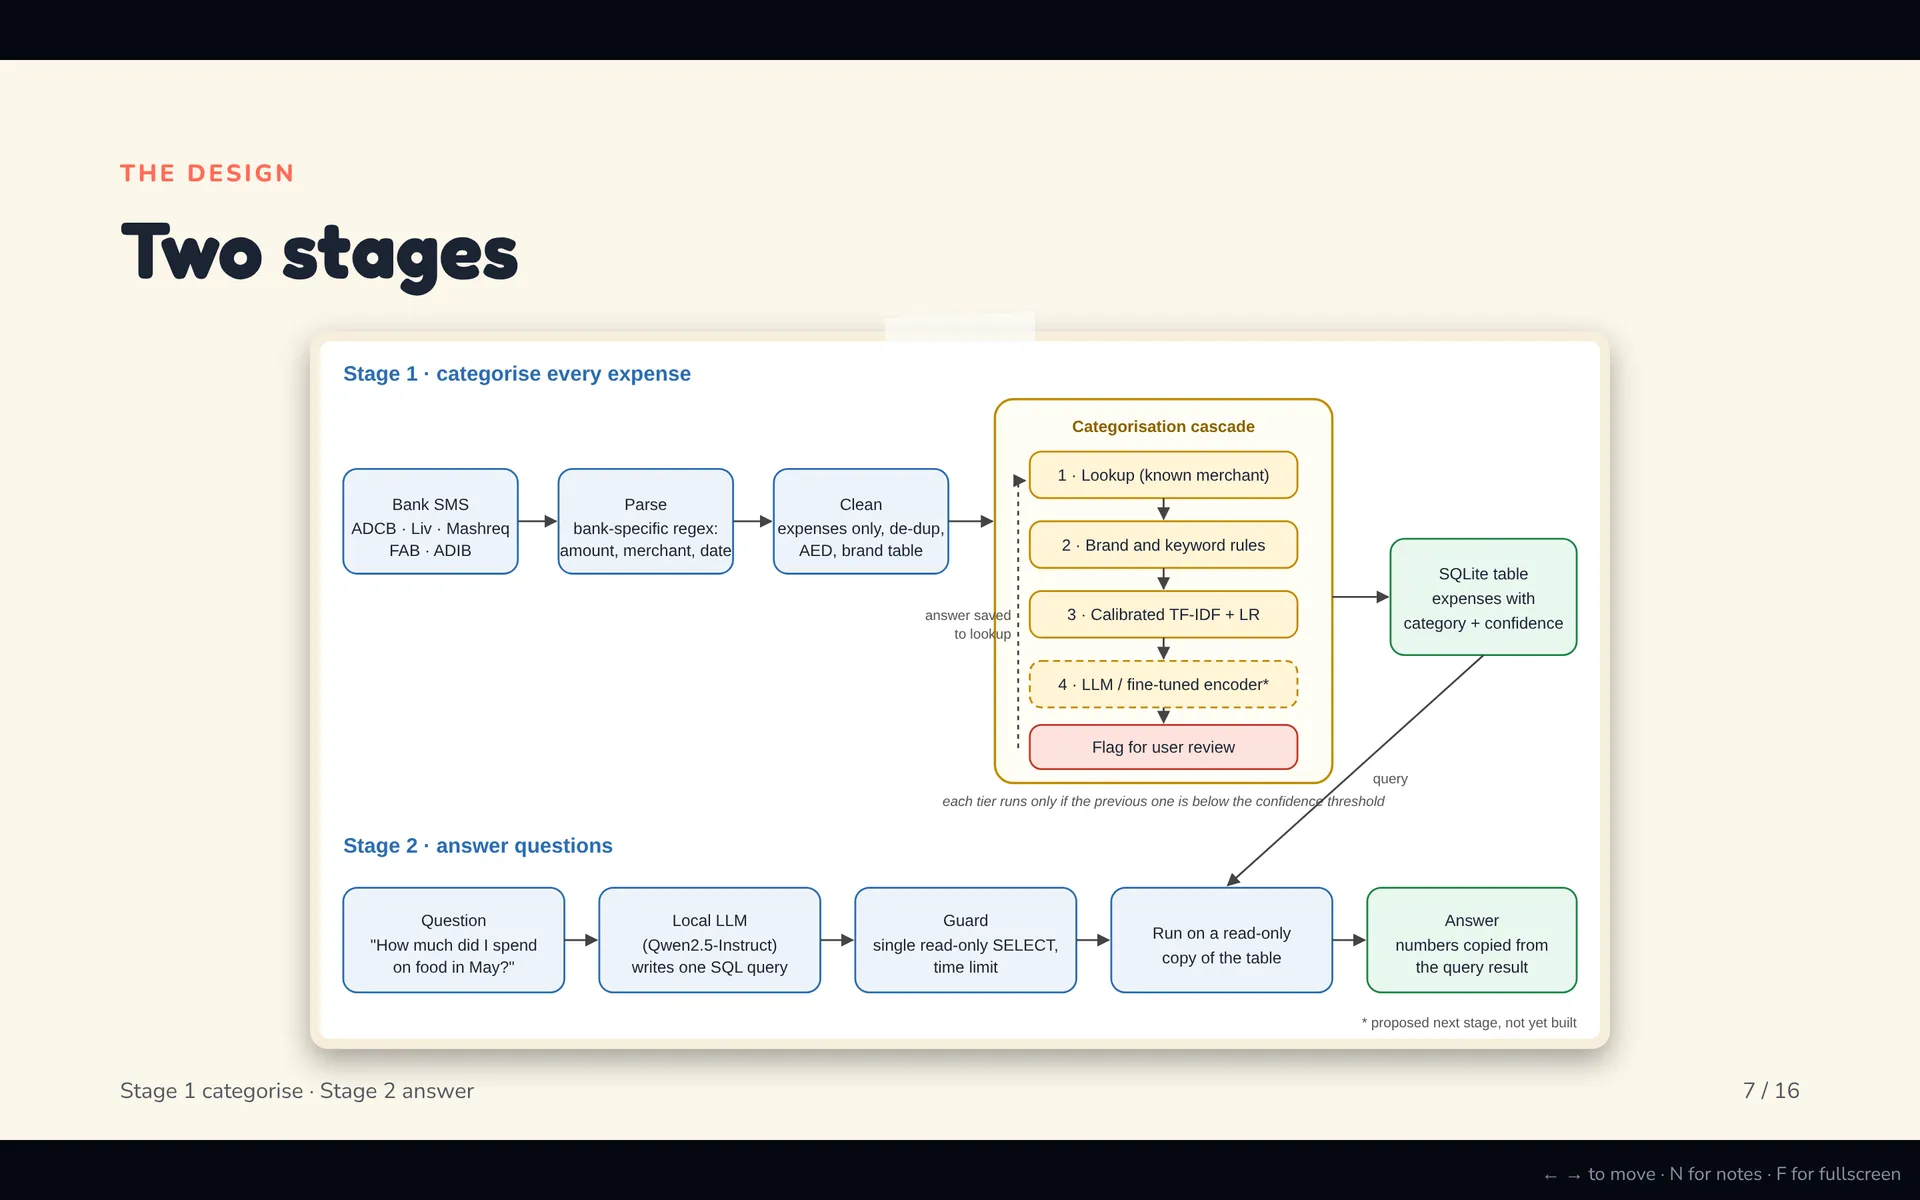 THE DESIGN
Two stages
Stage 1 · categorise every expense
Bank SMS
ADCB · Liv · Mashreq
FAB · ADIB
Parse
bank-specific regex:
amount, merchant, date
Clean
expenses only, de-dup,
AED, brand table
Categorisation cascade
1 · Lookup (known merchant)
2 · Brand and keyword rules
3 · Calibrated TF-IDF + LR
4 · LLM / fine-tuned encoder*
Flag for user review
answer saved
to lookup
each tier runs only if the previous one is below the confidence threshold
SQLite table
expenses with
category + confidence
query
Stage 2 · answer questions
Question
"How much did I spend
on food in May?"
Local LLM
(Qwen2.5-Instruct)
writes one SQL query
Guard
single read-only SELECT,
time limit
Run on a read-only
copy of the table
Answer
numbers copied from
the query result
* proposed next stage, not yet built
Stage 1 categorise · Stage 2 answer
7 / 16
← → to move · N for notes · F for fullscreen